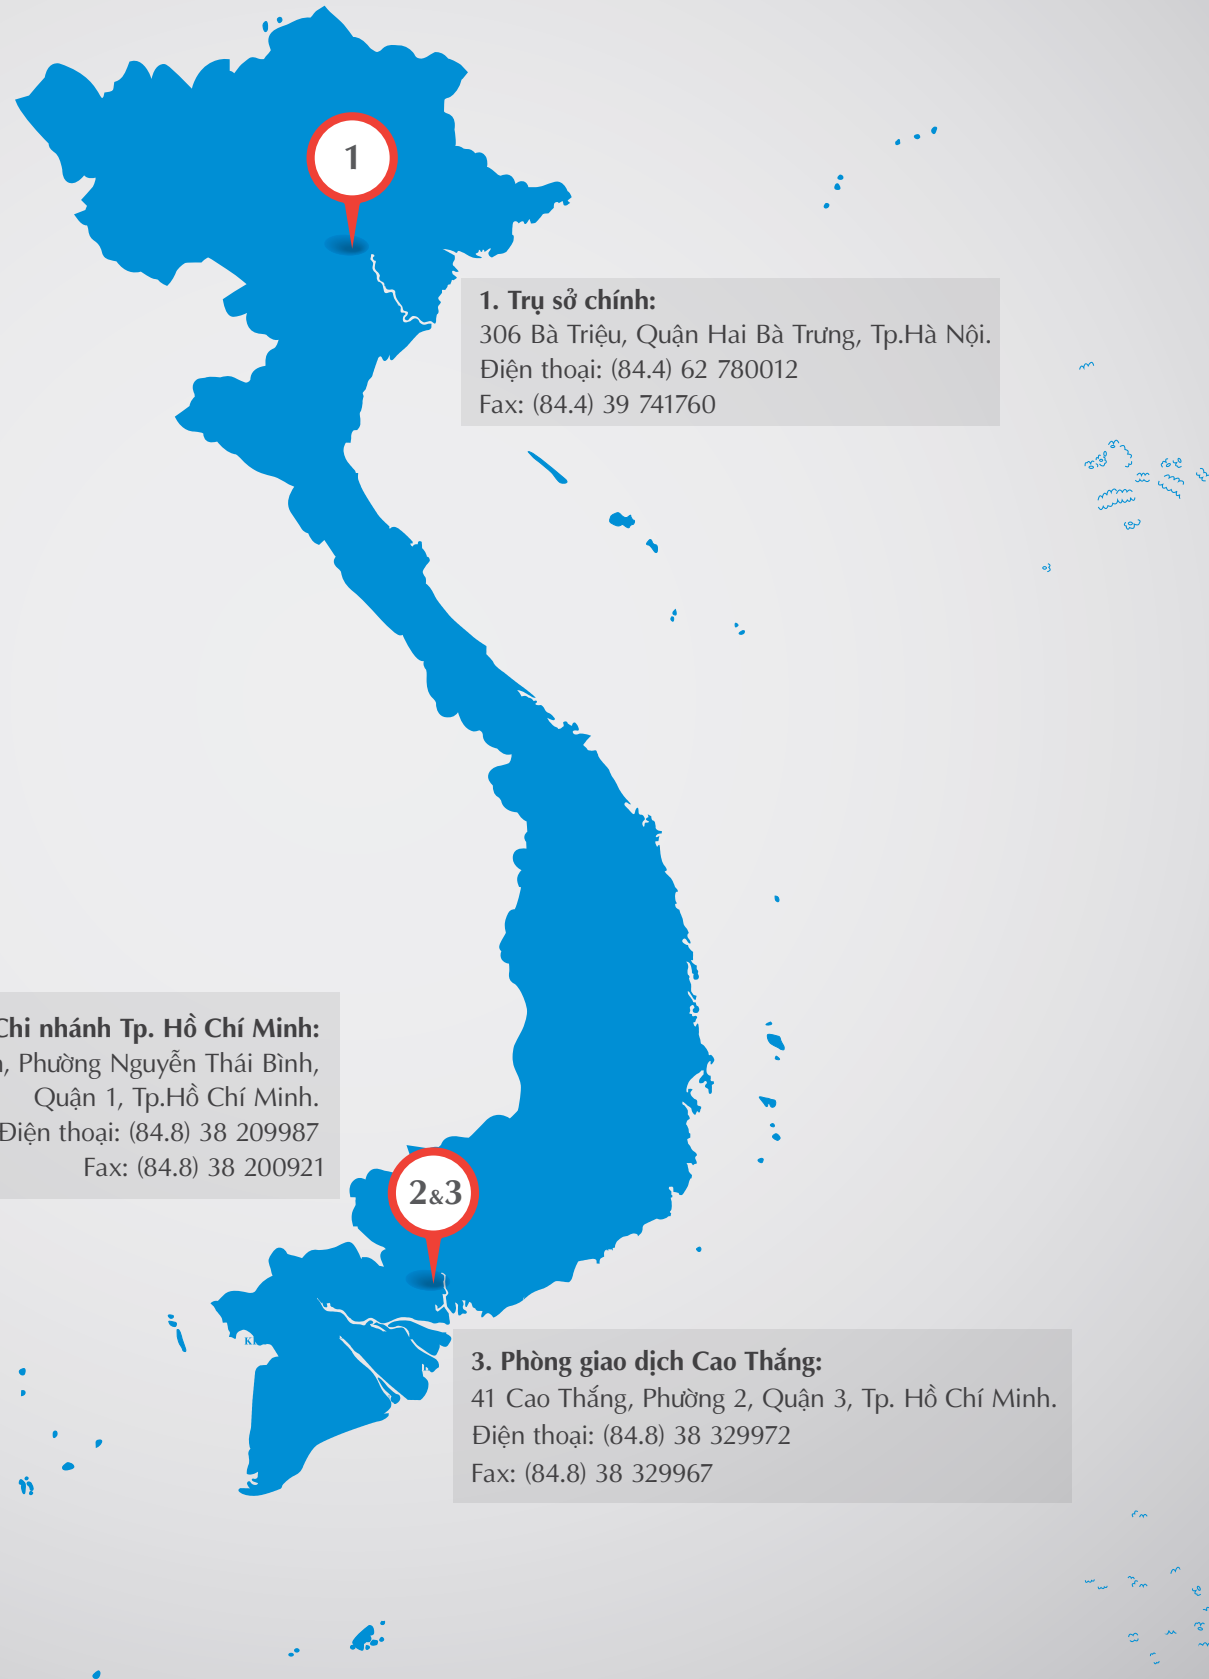 1
1. Trụ sở chính:
306 Bà Triệu, Quận Hai Bà Trưng, Tp.Hà Nội.
Điện thoại: (84.4) 62 780012
Fax: (84.4) 39 741760
Chi nhánh Tp. Hồ Chí Minh:
, Phường Nguyễn Thái Bình,
Quận 1, Tp.Hồ Chí Minh.
Điện thoại: (84.8) 38 209987
Fax: (84.8) 38 200921
2&3
3. Phòng giao dịch Cao Thắng:
41 Cao Thắng, Phường 2, Quận 3, Tp. Hồ Chí Minh.
Điện thoại: (84.8) 38 329972
Fax: (84.8) 38 329967